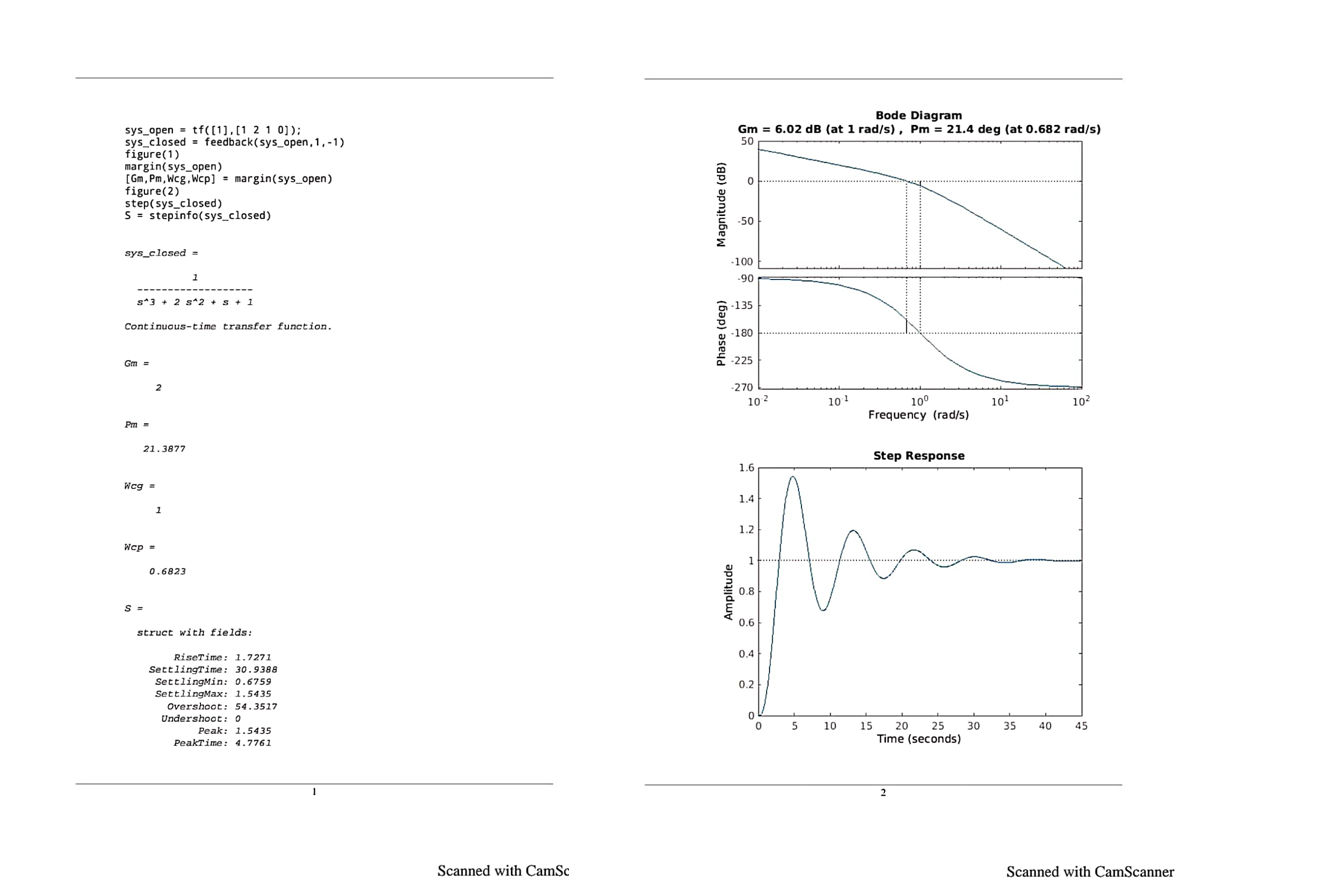 sys_open = tf([1],[1 2 1 0]);
sys_closed = feedback(sys_open,1,-1)
figure(1)
margin(sys_open)
[Gm,Pm,Wcg,Wcp] = margin(sys_open)
figure(2)
step(sys_closed)
S = stepinfo(sys_closed)
sys_closed =
1
-------------------
s^3 + 2 s^2 + s + 1
Continuous-time transfer function.
Gm =
2
Pm =
21.3877
Wcg =
1
Wcp =
0.6823
S =
struct with fields:
RiseTime: 1.7271
SettlingTime: 30.9388
SettlingMin: 0.6759
SettlingMax: 1.5435
Overshoot: 54.3517
Undershoot: 0
Peak: 1.5435
PeakTime: 4.7761
1
Scanned with CamSc
Bode Diagram
Gm = 6.02 dB (at 1 rad/s) , Pm = 21.4 deg (at 0.682 rad/s)
Magnitude (dB)
50
0
-50
-100
Phase (deg)
-90
-135
-180
-225
-270
10^-2 10^-1 10^0 10^1 10^2
Frequency (rad/s)
Step Response
Amplitude
1.6
1.4
1.2
1
0.8
0.6
0.4
0.2
0
0 5 10 15 20 25 30 35 40 45
Time (seconds)
2
Scanned with CamScanner